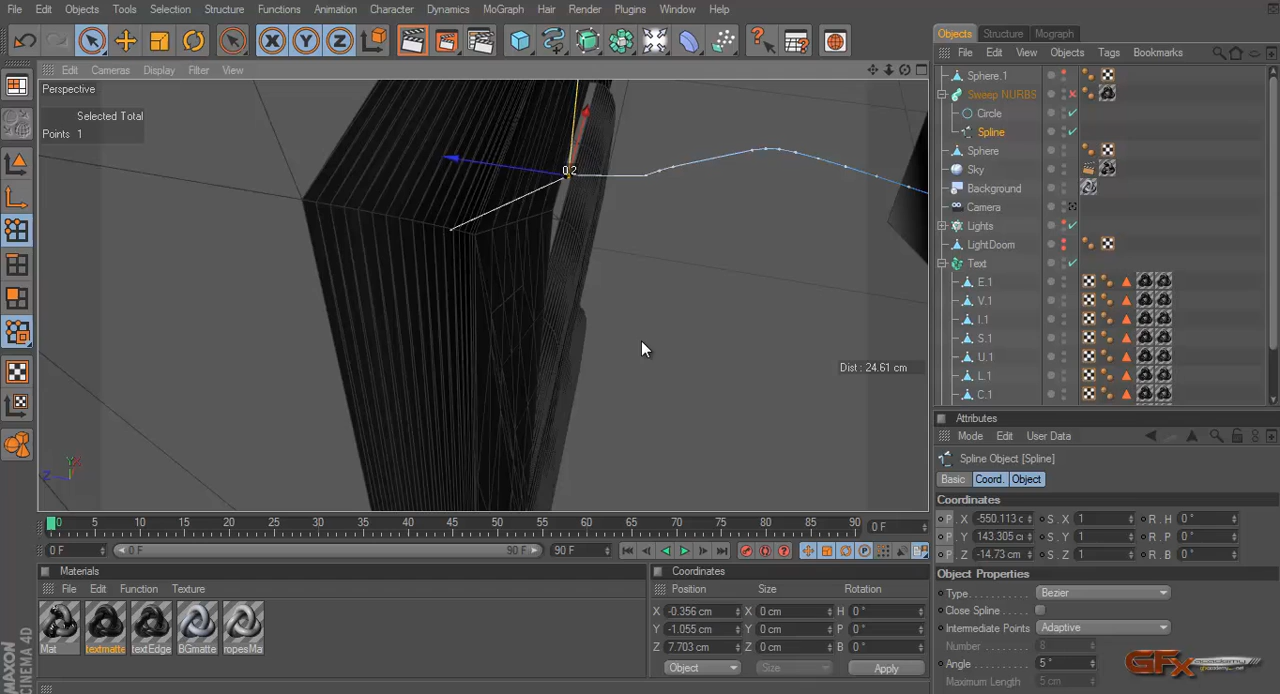 File Edit Objects Tools Selection Structure Functions Animation Character Dynamics MoGraph Hair Render Plugins Window Help
Objects Structure Mograph
File Edit View Objects Tags Bookmarks
Edit Cameras Display Filter View
Perspective
Selected Total
Points 1
0.2
Dist : 24.61 cm
Sphere.1
Sweep NURBS
Circle
Spline
Sphere
Sky
Background
Camera
Lights
LightDoom
Text
E.1
V.1
I.1
S.1
U.1
L.1
C.1
Attributes
Mode Edit User Data
Spline Object [Spline]
Basic Coord. Object
Coordinates
P . X -550.113 c S . X 1 R . H 0 °
P . Y 143.305 c S . Y 1 R . P 0 °
P . Z -14.73 cm S . Z 1 R . B 0 °
Object Properties
Type Bezier
Close Spline
Intermediate Points Adaptive
Number 8
Angle 5 °
Maximum Length 5 cm
0 5 10 15 20 25 30 35 40 45 50 55 60 65 70 75 80 85 90 0 F
0 F 0 F 90 F 90 F
Materials
File Edit Function Texture
Mat textmatte textEdge BGmatte ropesMa
Coordinates
Position Size Rotation
X -0.356 cm X 0 cm H 0 °
Y -1.055 cm Y 0 cm P 0 °
Z 7.703 cm Z 0 cm B 0 °
Object Size Apply
MAXON
CINEMA 4D
GFx academy